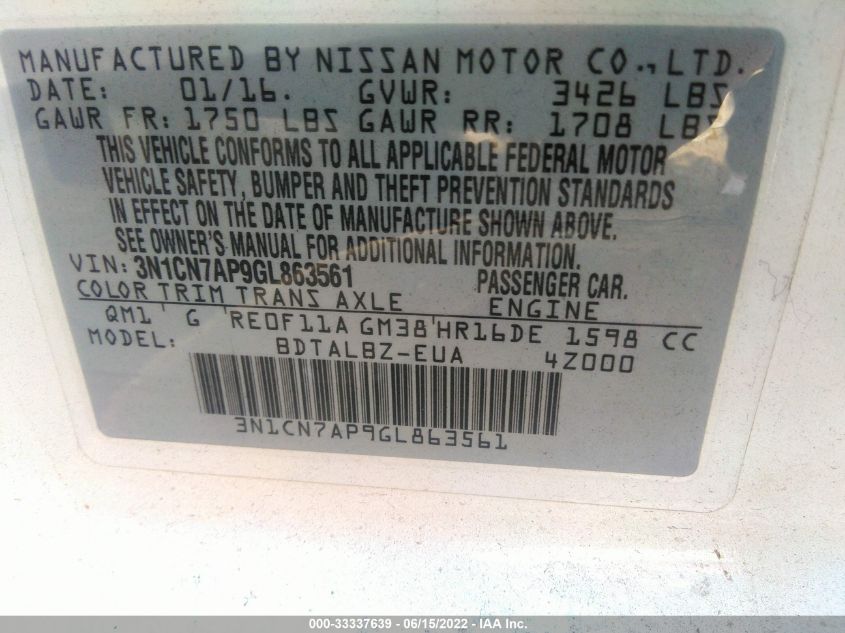 MANUFACTURED BY NISSAN MOTOR CO., LTD.
DATE: 01/16. GVWR: 3426 LBS
GAWR FR: 1750 LBS GAWR RR: 1708 LBS
THIS VEHICLE CONFORMS TO ALL APPLICABLE FEDERAL MOTOR
VEHICLE SAFETY, BUMPER AND THEFT PREVENTION STANDARDS
IN EFFECT ON THE DATE OF MANUFACTURE SHOWN ABOVE.
SEE OWNER'S MANUAL FOR ADDITIONAL INFORMATION.
VIN: 3N1CN7AP9GL863561 PASSENGER CAR.
COLOR TRIM TRANS AXLE ENGINE
QM1' G 'RE0F11A GM38'HR16DE 1598 CC
MODEL: BDTALBZ-EUA 4Z000
3N1CN7AP9GL863561
000-33337639 - 06/15/2022 - IAA Inc.